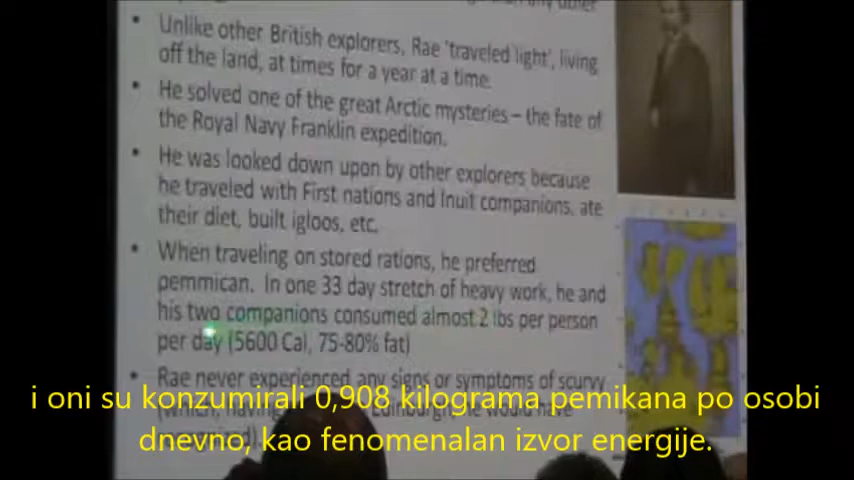 any other
• Unlike other British explorers, Rae 'traveled light', living
off the land, at times for a year at a time.
• He solved one of the great Arctic mysteries – the fate of
the Royal Navy Franklin expedition.
• He was looked down upon by other explorers because
he traveled with First nations and Inuit companions, ate
their diet, built igloos, etc.
• When traveling on stored rations, he preferred
pemmican. In one 33 day stretch of heavy work, he and
his two companions consumed almost 2 lbs per person
per day (5600 Cal, 75-80% fat)
• Rae never experienced any signs or symptoms of scurvy
i oni su konzumirali 0,908 kilograma pemikana po osobi
dnevno, kao fenomenalan izvor energije.